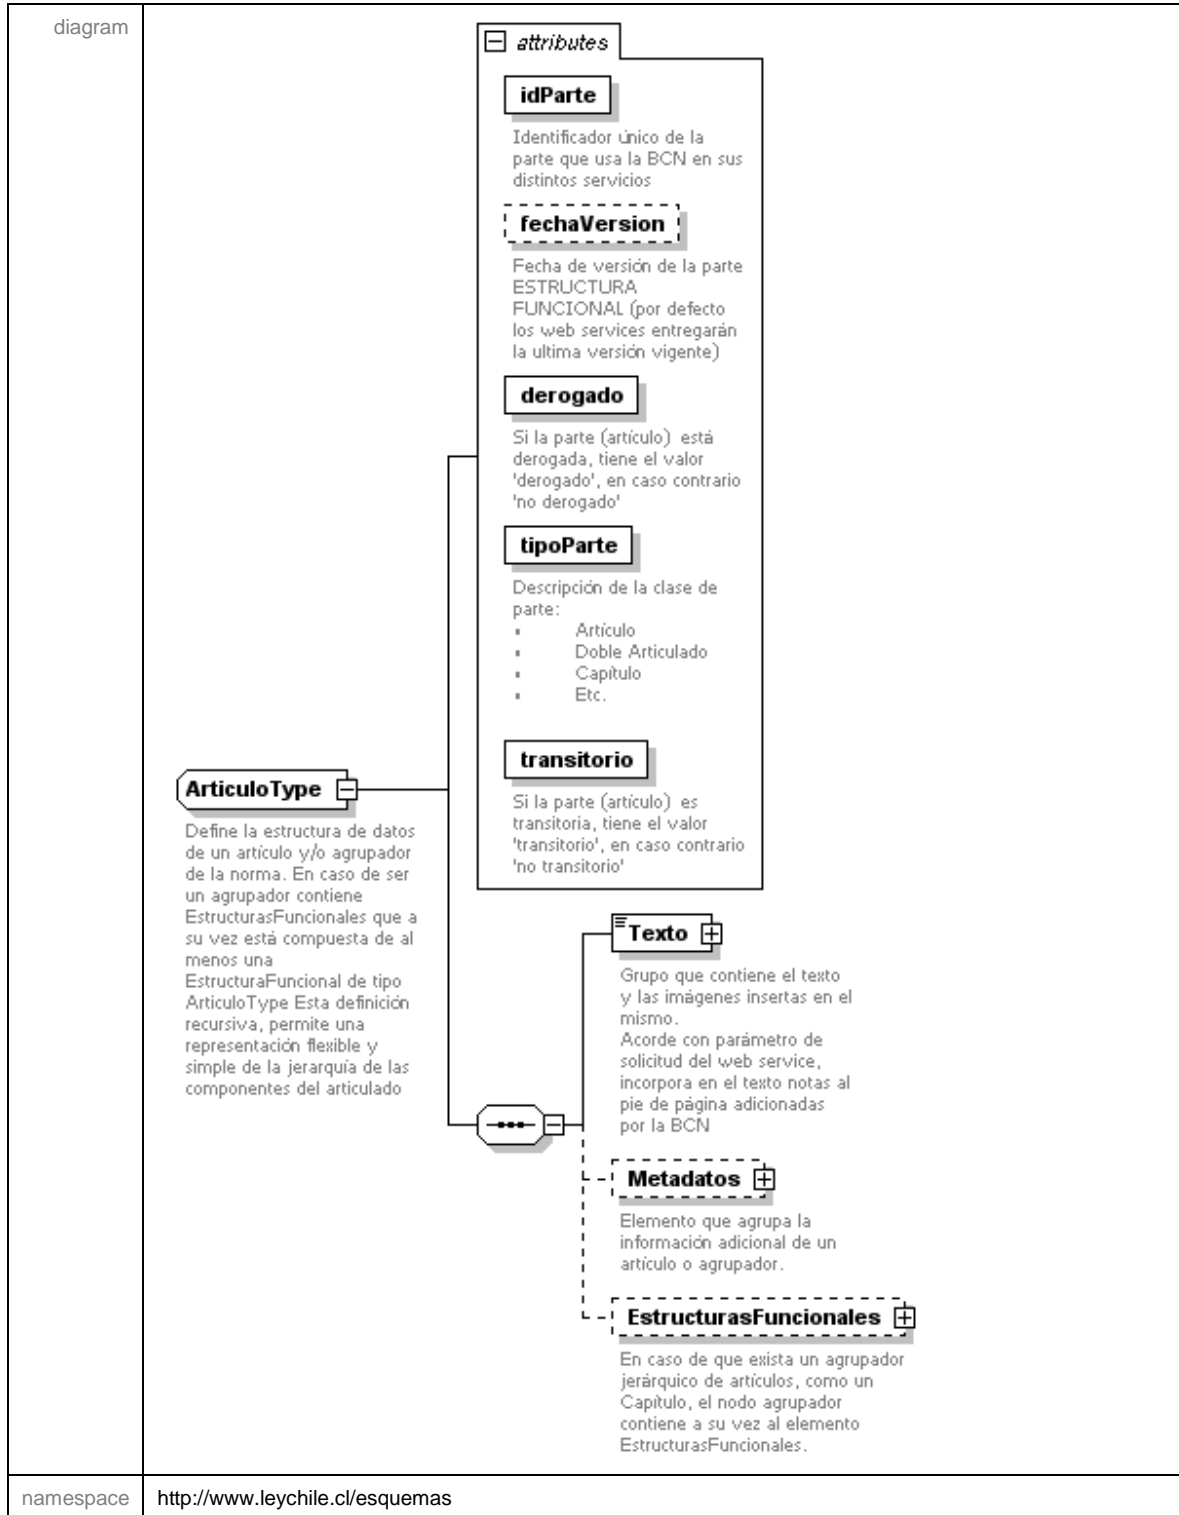 diagram
attributes
idParte
Identificador único de la
parte que usa la BCN en sus
distintos servicios
fechaVersion
Fecha de versión de la parte
ESTRUCTURA
FUNCIONAL (por defecto
los web services entregarán
la ultima versión vigente)
derogado
Si la parte (artículo) está
derogada, tiene el valor
'derogado', en caso contrario
'no derogado'
tipoParte
Descripción de la clase de
parte:
▪ Artículo
▪ Doble Articulado
▪ Capítulo
▪ Etc.
transitorio
Si la parte (artículo) es
transitoria, tiene el valor
'transitorio', en caso contrario
'no transitorio'
ArticuloType
Define la estructura de datos
de un artículo y/o agrupador
de la norma. En caso de ser
un agrupador contiene
EstructurasFuncionales que a
su vez está compuesta de al
menos una
EstructuraFuncional de tipo
ArticuloType Esta definición
recursiva, permite una
representación flexible y
simple de la jerarquía de las
componentes del articulado
Texto
Grupo que contiene el texto
y las imágenes insertas en el
mismo.
Acorde con parámetro de
solicitud del web service,
incorpora en el texto notas al
pie de página adicionadas
por la BCN
Metadatos
Elemento que agrupa la
información adicional de un
artículo o agrupador.
EstructurasFuncionales
En caso de que exista un agrupador
jerárquico de artículos, como un
Capítulo, el nodo agrupador
contiene a su vez al elemento
EstructurasFuncionales.
namespace
http://www.leychile.cl/esquemas